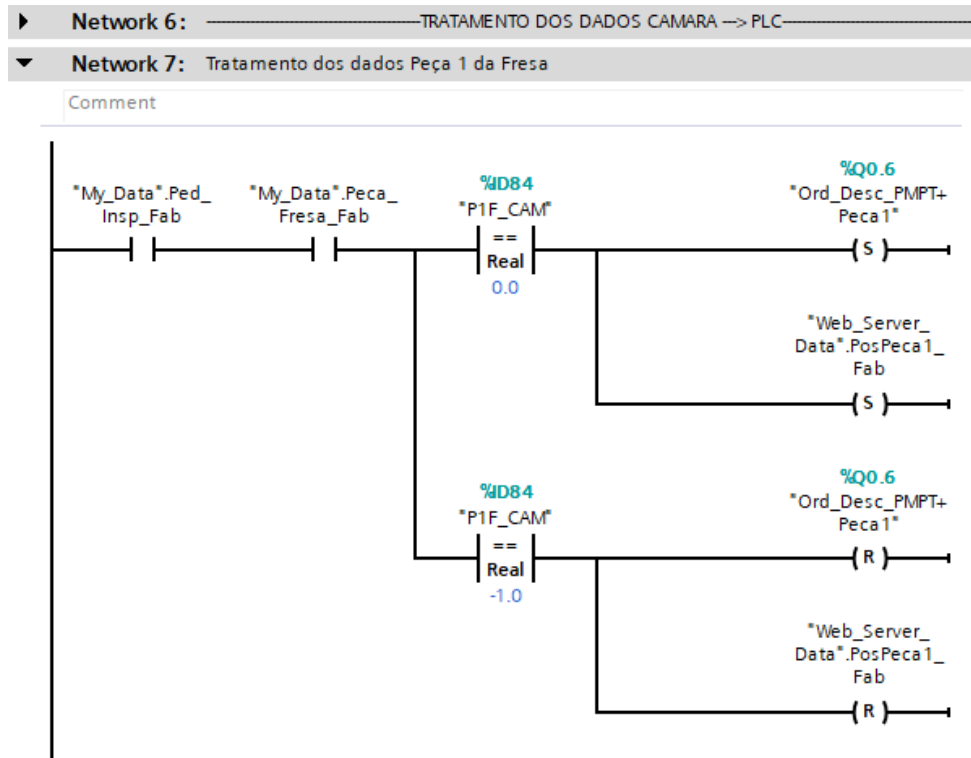 Network 6: ----------TRATAMENTO DOS DADOS CAMARA ---> PLC----------
Network 7: Tratamento dos dados Peça 1 da Fresa
Comment
"My_Data".Ped_
Insp_Fab
"My_Data".Peca_
Fresa_Fab
%ID84
"P1F_CAM"
==
Real
0.0
%Q0.6
"Ord_Desc_PMPT+
Peca1"
S
"Web_Server_
Data".PosPeca1_
Fab
S
%ID84
"P1F_CAM"
==
Real
-1.0
%Q0.6
"Ord_Desc_PMPT+
Peca1"
R
"Web_Server_
Data".PosPeca1_
Fab
R